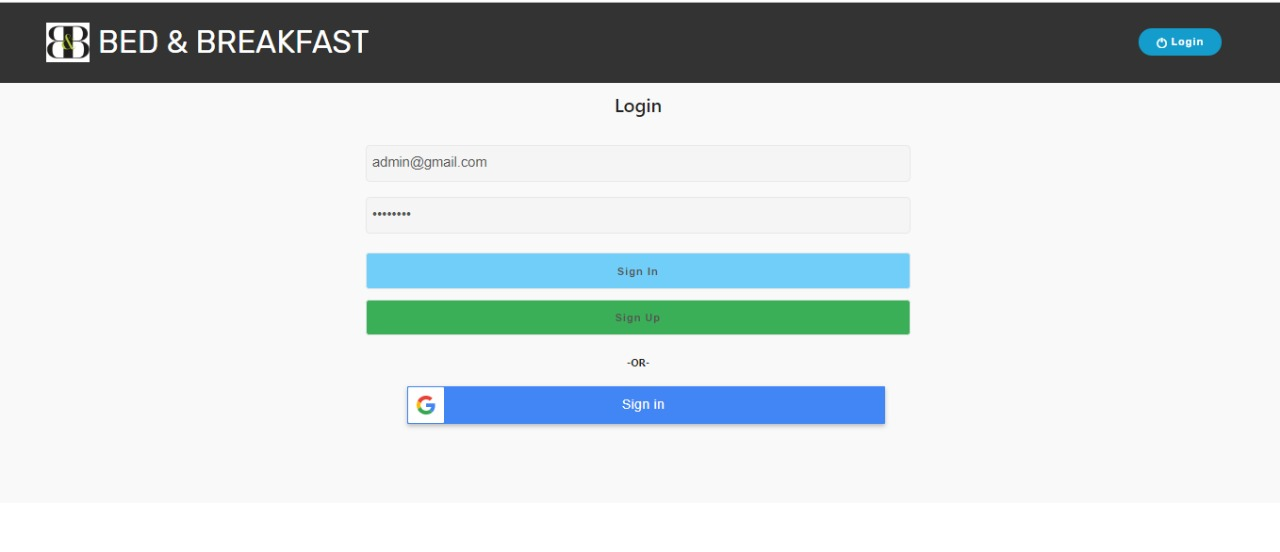 B&B BED & BREAKFAST
Login
Login
admin@gmail.com
••••••••
Sign In
Sign Up
-OR-
G Sign in